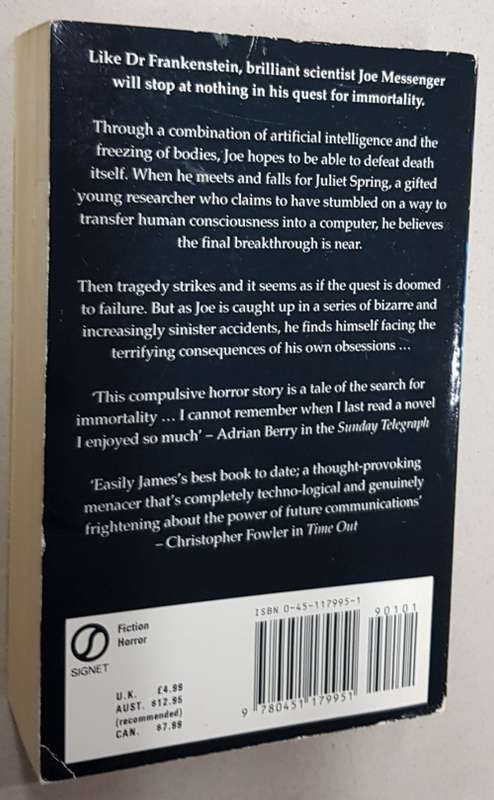 Like Dr Frankenstein, brilliant scientist Joe Messenger
will stop at nothing in his quest for immortality.
Through a combination of artificial intelligence and the
freezing of bodies, Joe hopes to be able to defeat death
itself. When he meets and falls for Juliet Spring, a gifted
young researcher who claims to have stumbled on a way to
transfer human consciousness into a computer, he believes
the final breakthrough is near.
Then tragedy strikes and it seems as if the quest is doomed
to failure. But as Joe is caught up in a series of bizarre and
increasingly sinister accidents, he finds himself facing the
terrifying consequences of his own obsessions ...
‘This compulsive horror story is a tale of the search for
immortality ... I cannot remember when I last read a novel
I enjoyed so much’ – Adrian Berry in the Sunday Telegraph
‘Easily James's best book to date; a thought-provoking
menacer that's completely techno-logical and genuinely
frightening about the power of future communications’
– Christopher Fowler in Time Out
SIGNET
Fiction
Horror
U.K. £4.99
AUST. $12.95
(recommended)
CAN. $7.99
ISBN 0-45-117995-1
90101
9 780451 179951